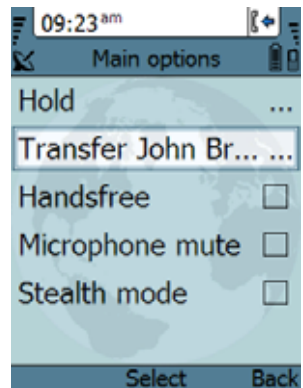 09:23am
Main options
Hold ...
Transfer John Br... ...
Handsfree
Microphone mute
Stealth mode
Select Back